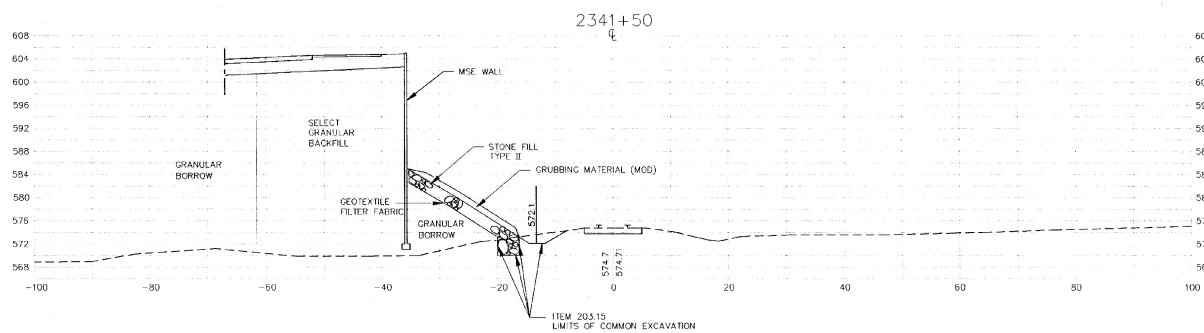 2341+50
℄
608
604
600
596
592
588
584
580
576
572
568
MSE WALL
SELECT
GRANULAR
BACKFILL
GRANULAR
BORROW
STONE FILL
TYPE II
GRUBBING MATERIAL (MOD)
GEOTEXTILE
FILTER FABRIC
GRANULAR
BORROW
572.1
574.7
574.71
-100
-80
-60
-40
-30
-20
-10
0
20
40
60
80
100
ITEM 203.15
LIMITS OF COMMON EXCAVATION